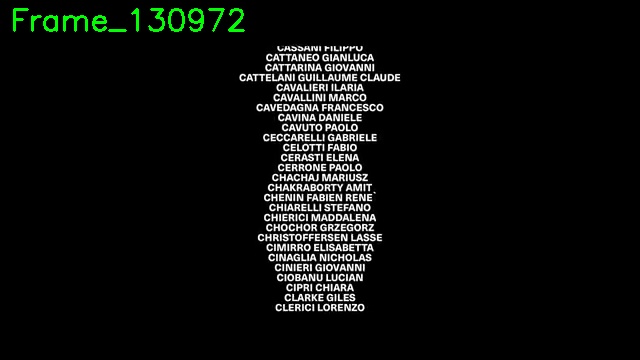 Frame_130972
CASSANI FILIPPO
CATTANEO GIANLUCA
CATTARINA GIOVANNI
CATTELANI GUILLAUME CLAUDE
CAVALIERI ILARIA
CAVALLINI MARCO
CAVEDAGNA FRANCESCO
CAVINA DANIELE
CAVUTO PAOLO
CECCARELLI GABRIELE
CELOTTI FABIO
CERASTI ELENA
CERRONE PAOLO
CHACHAJ MARIUSZ
CHAKRABORTY AMIT
CHENIN FABIEN RENE`
CHIARELLI STEFANO
CHIERICI MADDALENA
CHOCHOR GRZEGORZ
CHRISTOFFERSEN LASSE
CIMIRRO ELISABETTA
CINAGLIA NICHOLAS
CINIERI GIOVANNI
CIOBANU LUCIAN
CIPRI CHIARA
CLARKE GILES
CLERICI LORENZO